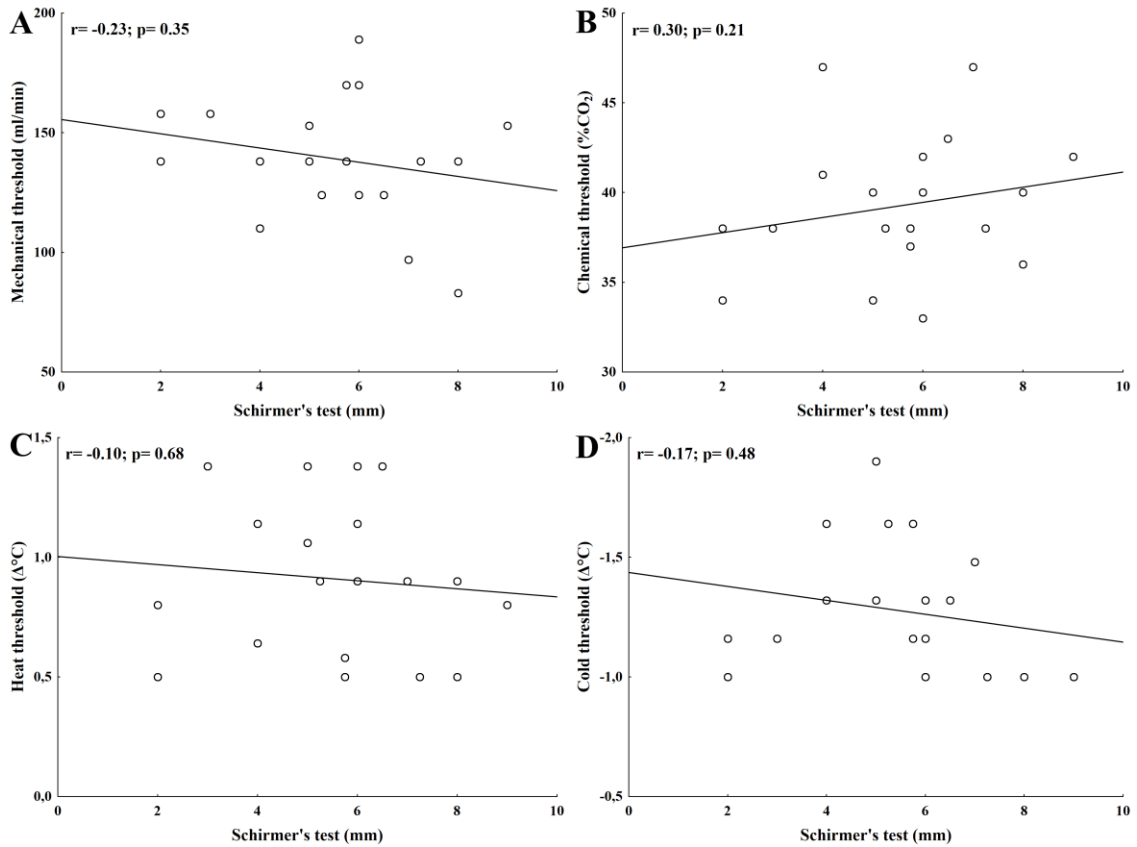 A
r= -0.23; p= 0.35
200
150
100
50
Mechanical threshold (ml/min)
0 2 4 6 8 10
Schirmer's test (mm)
B
r= 0.30; p= 0.21
50
45
40
35
30
Chemical threshold (%CO₂)
0 2 4 6 8 10
Schirmer's test (mm)
C
r= -0.10; p= 0.68
1,5
1,0
0,5
0,0
Heat threshold (Δ°C)
0 2 4 6 8 10
Schirmer's test (mm)
D
r= -0.17; p= 0.48
-2,0
-1,5
-1,0
-0,5
Cold threshold (Δ°C)
0 2 4 6 8 10
Schirmer's test (mm)